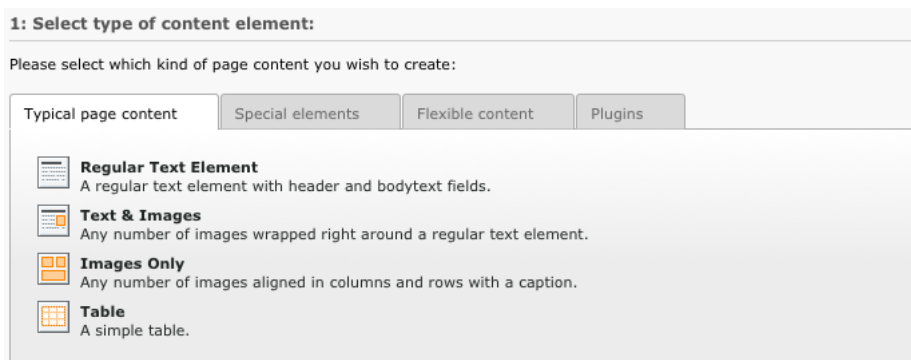 1: Select type of content element:
Please select which kind of page content you wish to create:
Typical page content Special elements Flexible content Plugins
Regular Text Element
A regular text element with header and bodytext fields.
Text & Images
Any number of images wrapped right around a regular text element.
Images Only
Any number of images aligned in columns and rows with a caption.
Table
A simple table.